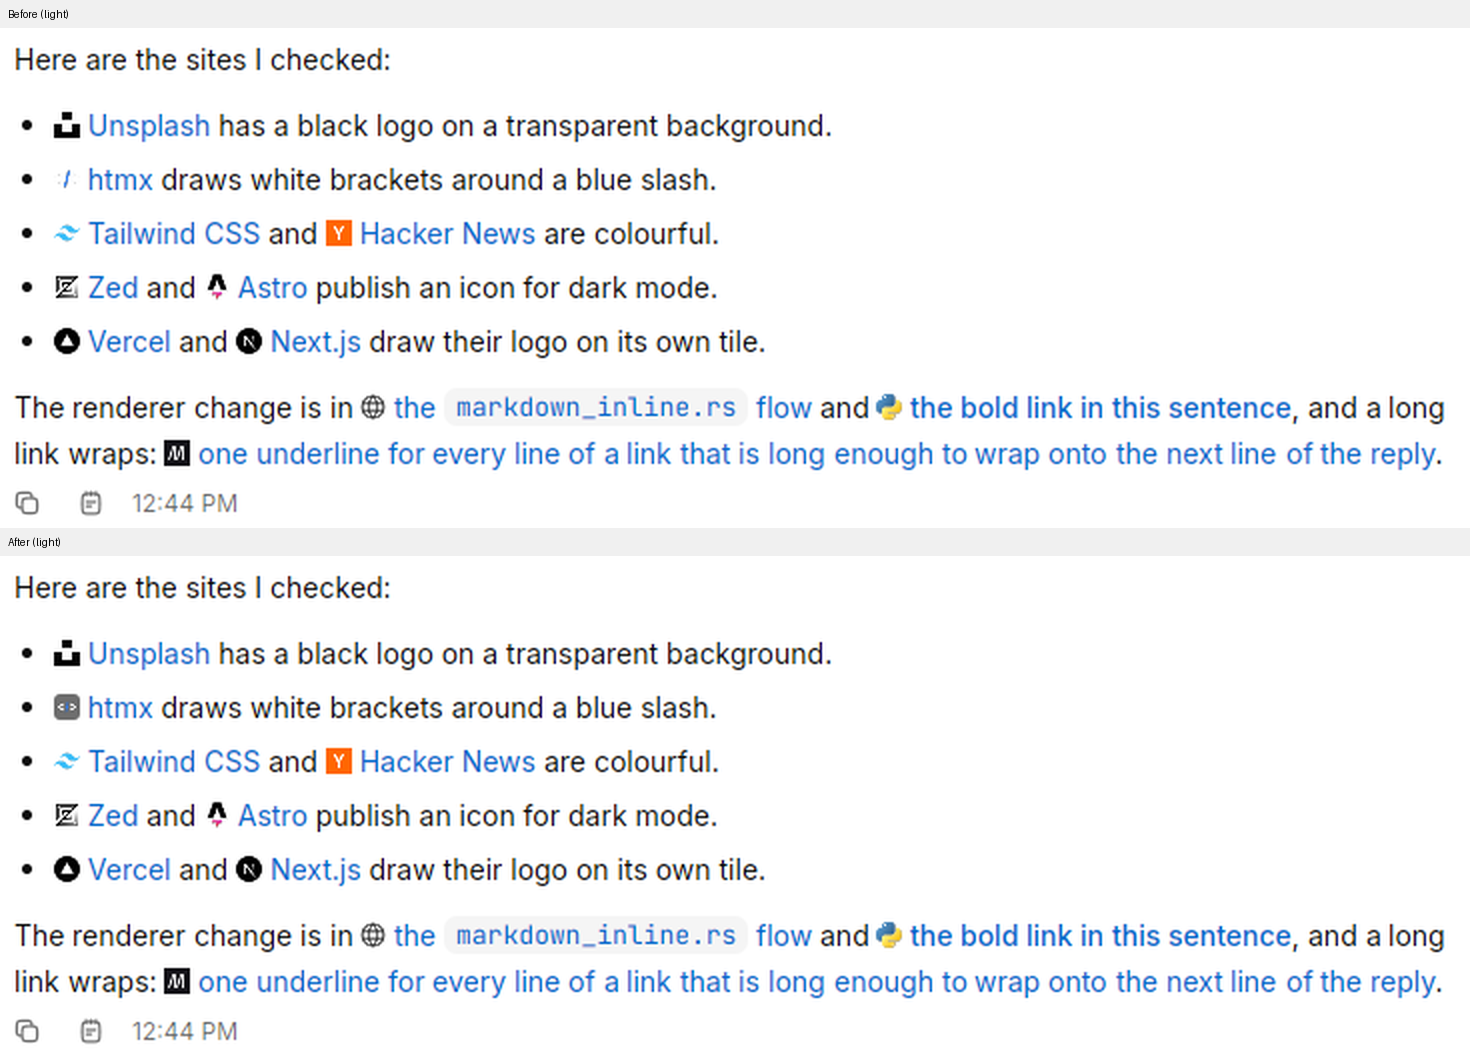 Before (light)
Here are the sites I checked:
• Unsplash has a black logo on a transparent background.
• htmx draws white brackets around a blue slash.
• Tailwind CSS and Y Hacker News are colourful.
• Zed and Astro publish an icon for dark mode.
• Vercel and N Next.js draw their logo on its own tile.
The renderer change is in the markdown_inline.rs flow and the bold link in this sentence, and a long
link wraps: M one underline for every line of a link that is long enough to wrap onto the next line of the reply.
12:44 PM
After (light)
Here are the sites I checked:
• Unsplash has a black logo on a transparent background.
• htmx draws white brackets around a blue slash.
• Tailwind CSS and Y Hacker News are colourful.
• Zed and Astro publish an icon for dark mode.
• Vercel and N Next.js draw their logo on its own tile.
The renderer change is in the markdown_inline.rs flow and the bold link in this sentence, and a long
link wraps: M one underline for every line of a link that is long enough to wrap onto the next line of the reply.
12:44 PM